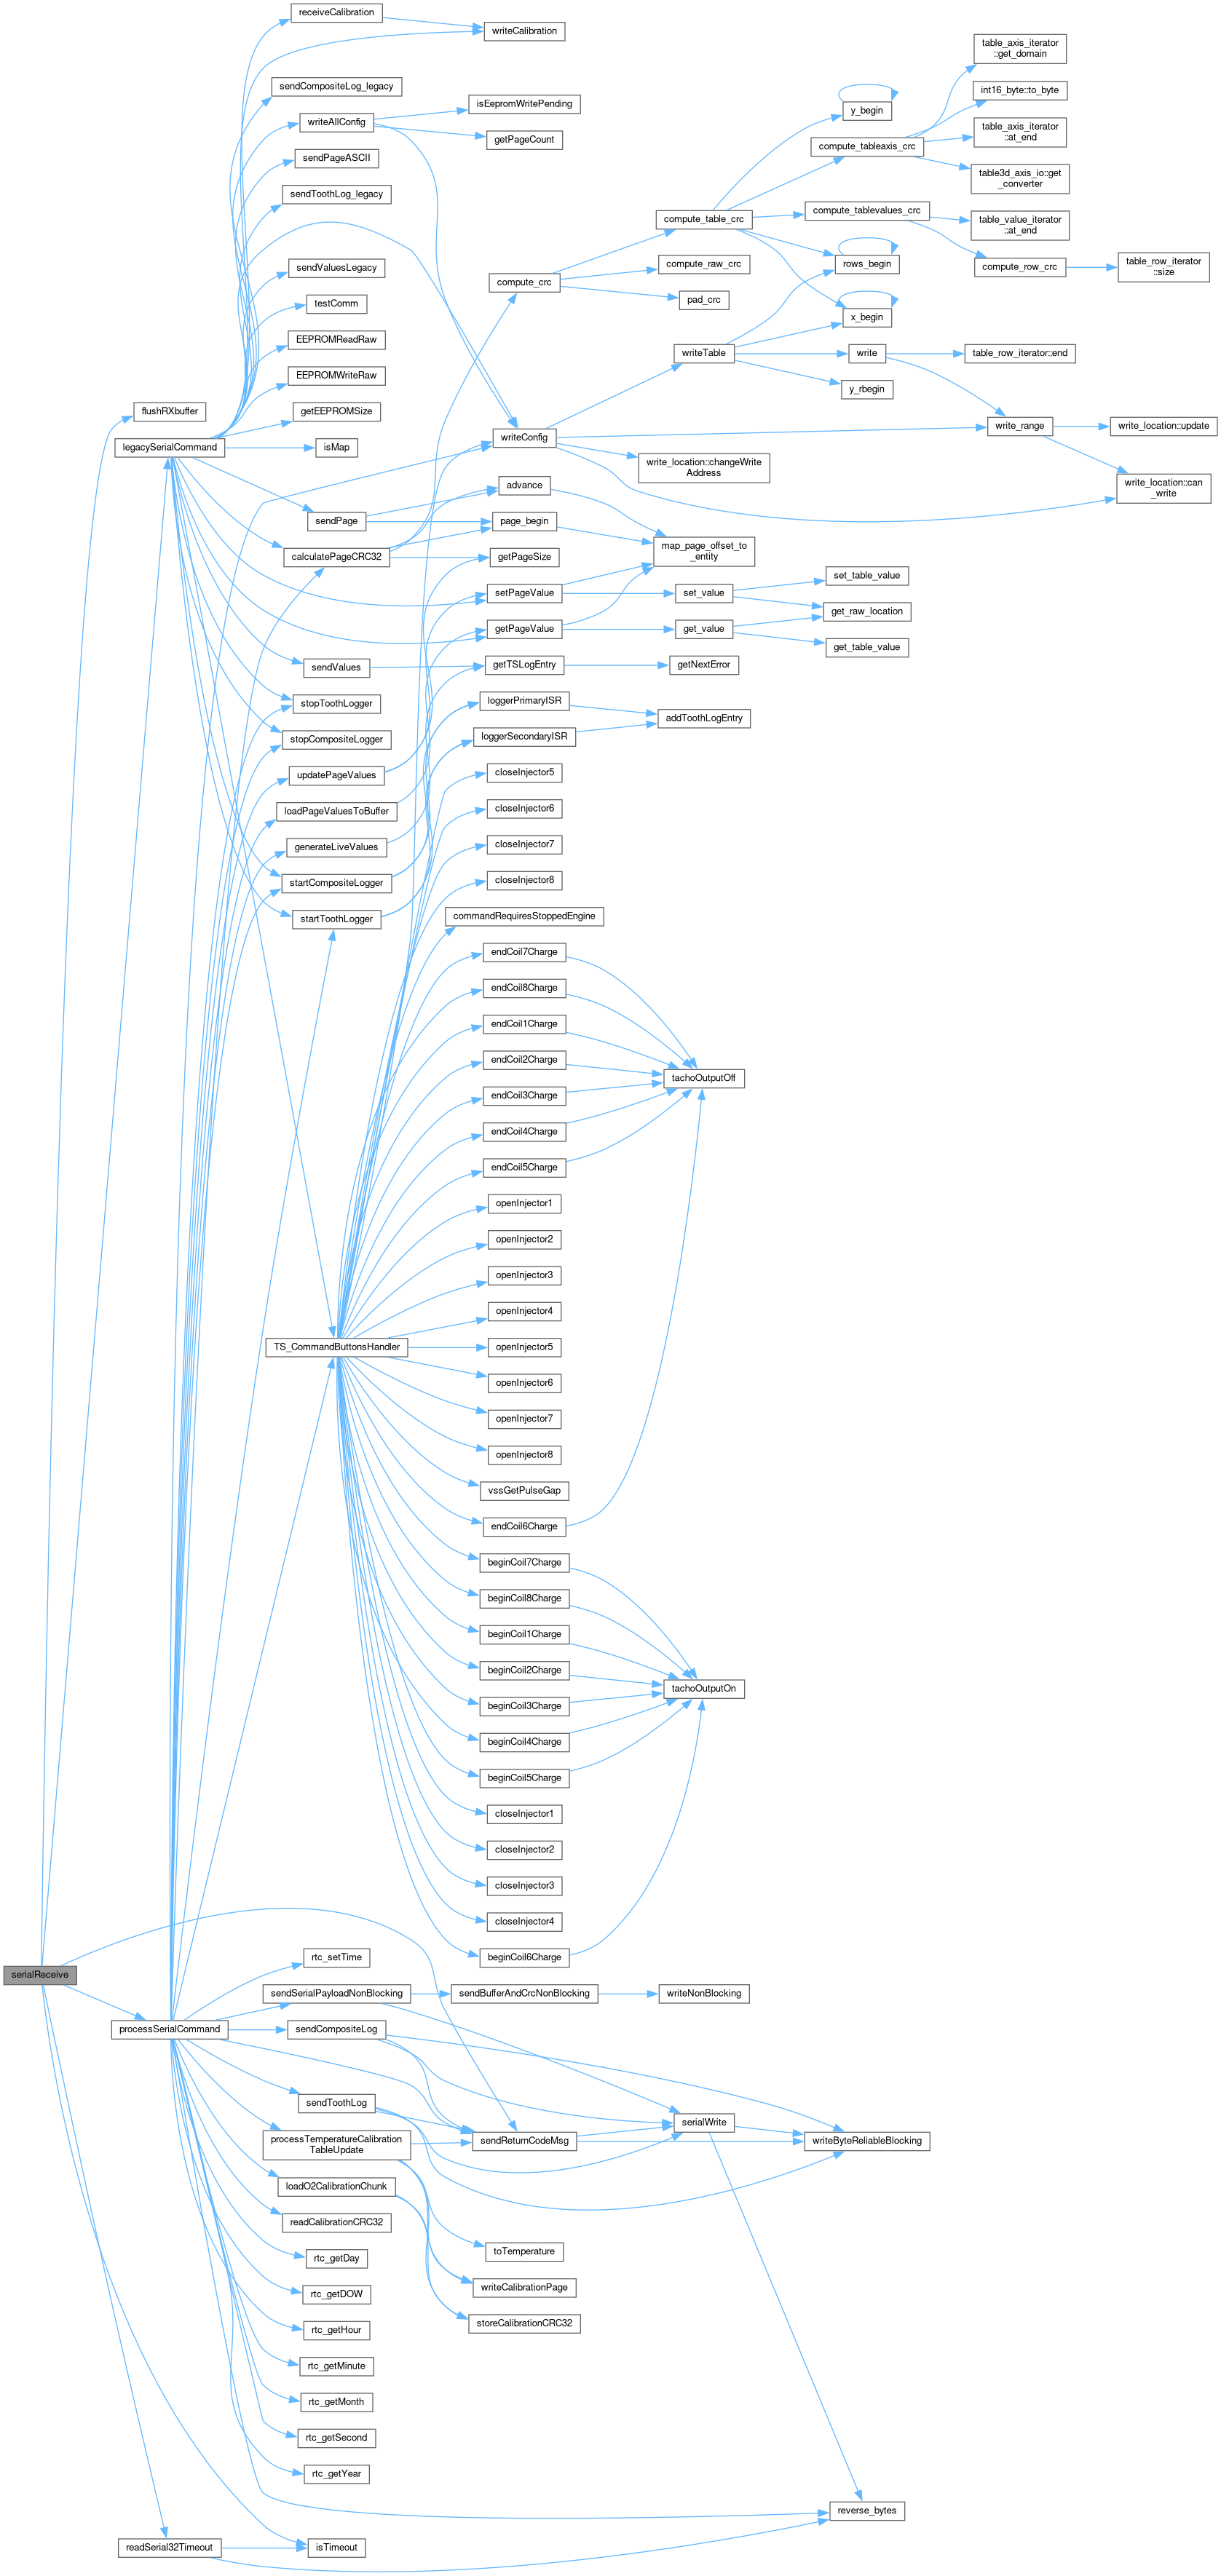 receiveCalibration
writeCalibration
table_axis_iterator
::get_domain
sendCompositeLog_legacy
int16_byte::to_byte
isEepromWritePending
y_begin
writeAllConfig
table_axis_iterator
::at_end
getPageCount
compute_tableaxis_crc
sendPageASCII
table3d_axis_io::get
_converter
sendToothLog_legacy
compute_table_crc
compute_tablevalues_crc
table_value_iterator
::at_end
sendValuesLegacy
compute_raw_crc
rows_begin
compute_row_crc
table_row_iterator
::size
testComm
compute_crc
pad_crc
x_begin
EEPROMReadRaw
writeTable
write
table_row_iterator::end
EEPROMWriteRaw
y_rbegin
flushRXbuffer
getEEPROMSize
legacySerialCommand
isMap
writeConfig
write_range
write_location::update
write_location::changeWrite
Address
write_location::can
_write
advance
sendPage
page_begin
calculatePageCRC32
getPageSize
map_page_offset_to
_entity
set_table_value
setPageValue
set_value
get_raw_location
getPageValue
get_value
get_table_value
sendValues
getTSLogEntry
getNextError
stopToothLogger
loggerPrimaryISR
addToothLogEntry
stopCompositeLogger
loggerSecondaryISR
updatePageValues
closeInjector5
loadPageValuesToBuffer
closeInjector6
generateLiveValues
closeInjector7
startCompositeLogger
closeInjector8
startToothLogger
commandRequiresStoppedEngine
endCoil7Charge
endCoil8Charge
endCoil1Charge
endCoil2Charge
tachoOutputOff
endCoil3Charge
endCoil4Charge
endCoil5Charge
openInjector1
openInjector2
openInjector3
openInjector4
TS_CommandButtonsHandler
openInjector5
openInjector6
openInjector7
openInjector8
vssGetPulseGap
endCoil6Charge
beginCoil7Charge
beginCoil8Charge
beginCoil1Charge
beginCoil2Charge
tachoOutputOn
beginCoil3Charge
beginCoil4Charge
beginCoil5Charge
closeInjector1
closeInjector2
closeInjector3
closeInjector4
beginCoil6Charge
rtc_setTime
serialReceive
sendSerialPayloadNonBlocking
sendBufferAndCrcNonBlocking
writeNonBlocking
processSerialCommand
sendCompositeLog
sendToothLog
serialWrite
processTemperatureCalibration
TableUpdate
sendReturnCodeMsg
writeByteReliableBlocking
loadO2CalibrationChunk
readCalibrationCRC32
toTemperature
rtc_getDay
writeCalibrationPage
rtc_getDOW
storeCalibrationCRC32
rtc_getHour
rtc_getMinute
rtc_getMonth
rtc_getSecond
rtc_getYear
reverse_bytes
readSerial32Timeout
isTimeout